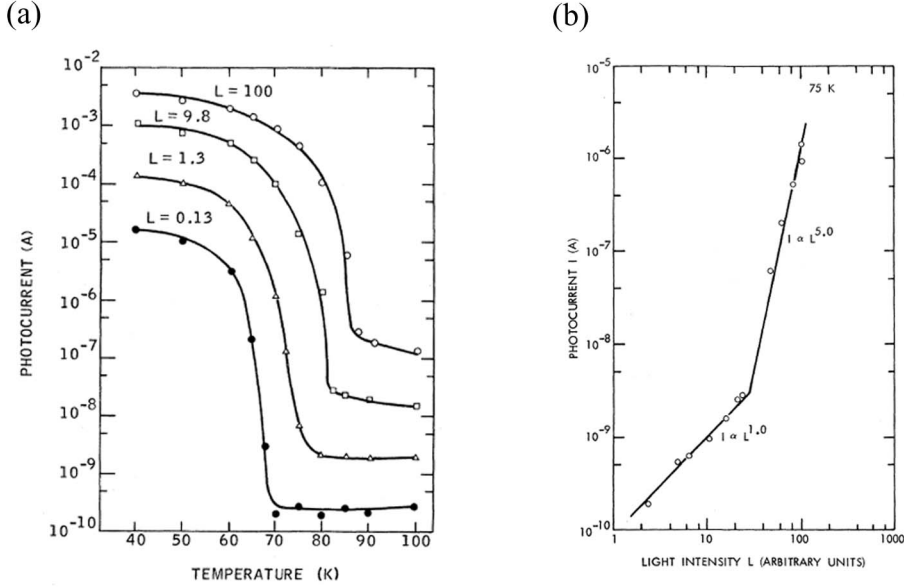 (a)
10⁻²
10⁻³
10⁻⁴
10⁻⁵
10⁻⁶
10⁻⁷
10⁻⁸
10⁻⁹
10⁻¹⁰
PHOTOCURRENT (A)
L = 100
L = 9.8
L = 1.3
L = 0.13
40 50 60 70 80 90 100
TEMPERATURE (K)
(b)
10⁻⁵
10⁻⁶
10⁻⁷
10⁻⁸
10⁻⁹
10⁻¹⁰
PHOTOCURRENT I (A)
75 K
I ∝ L⁵·⁰
I ∝ L¹·⁰
1 10 100 1000
LIGHT INTENSITY L (ARBITRARY UNITS)